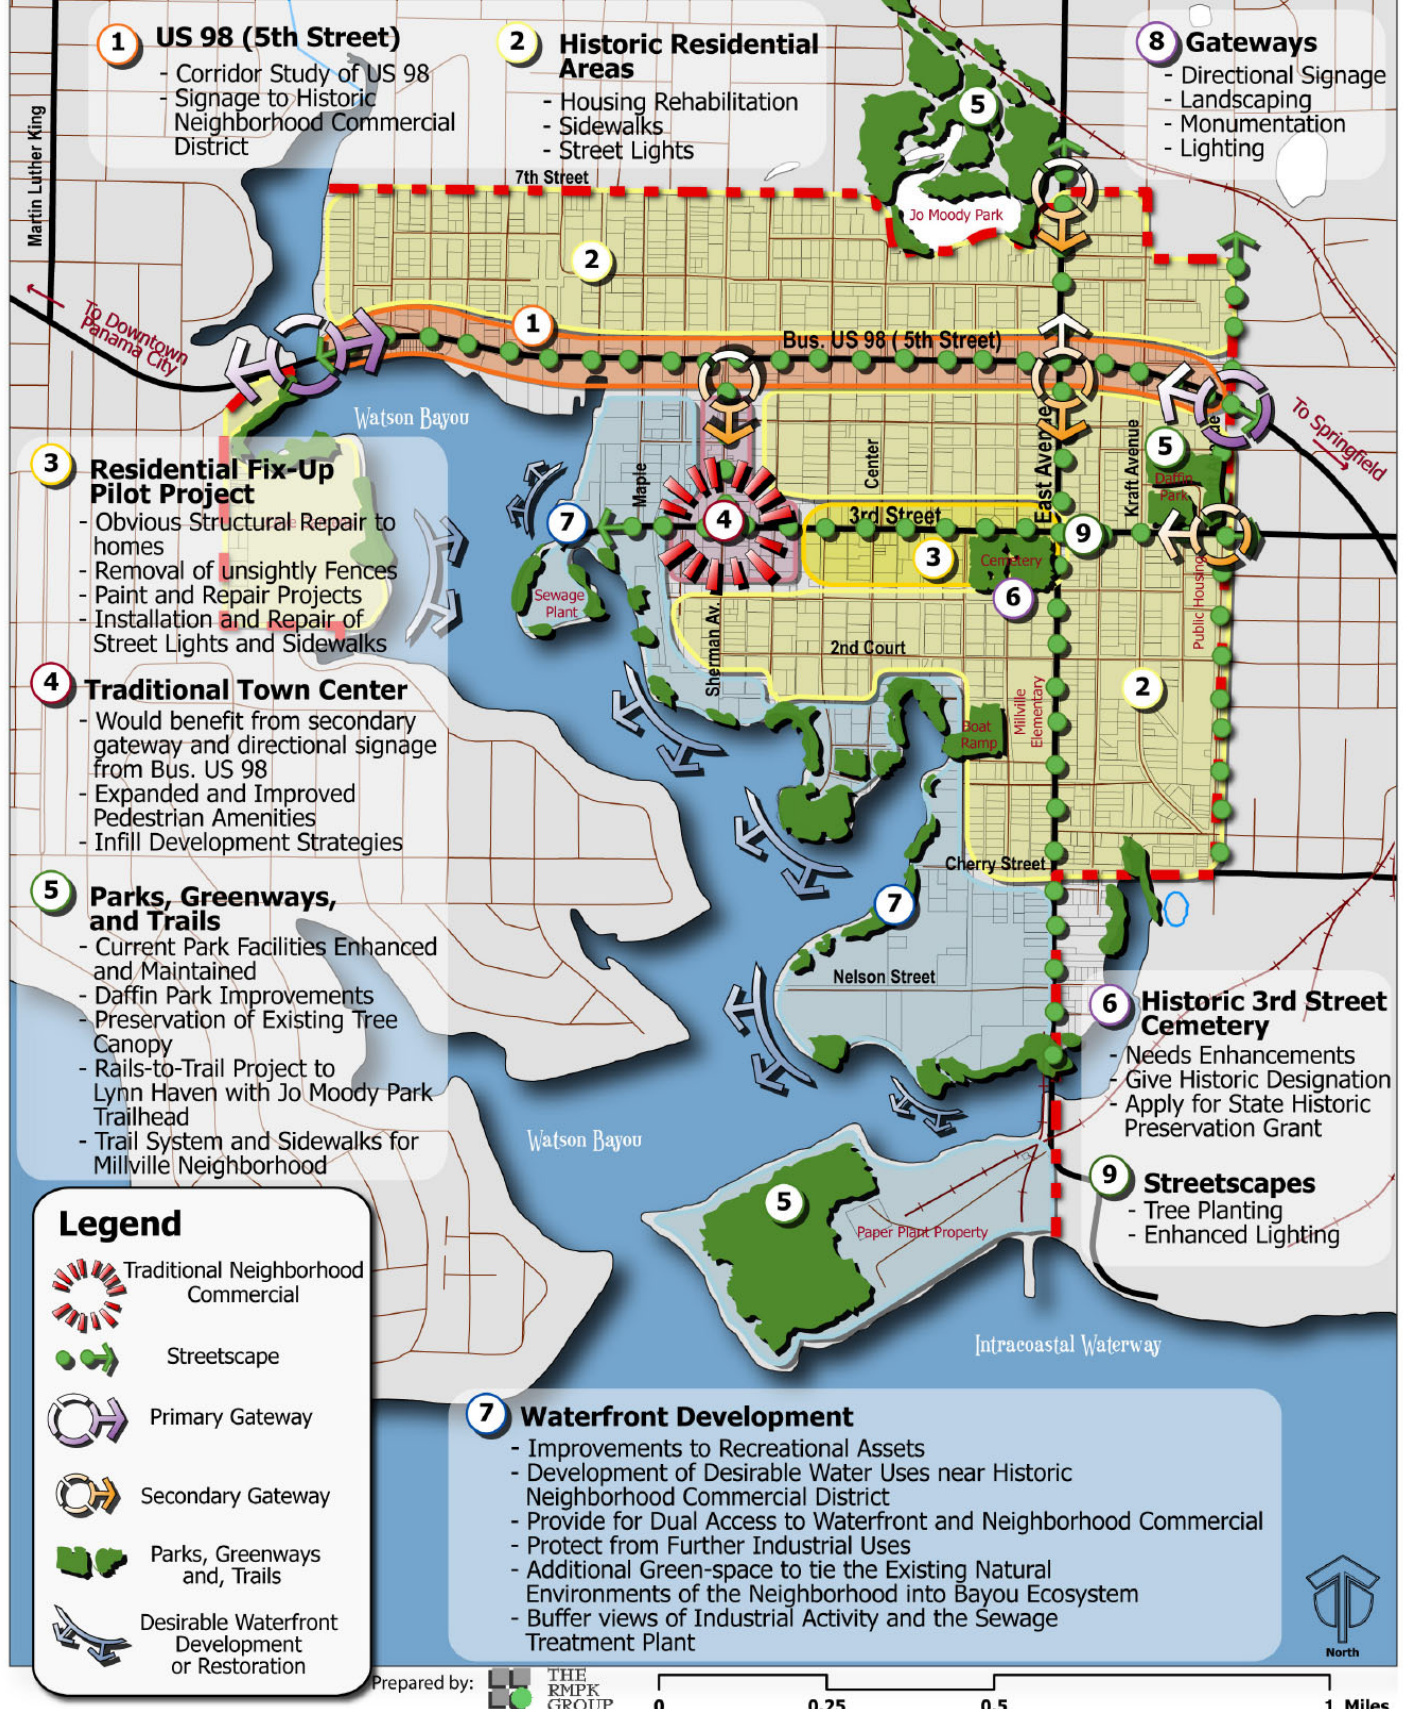 1
US 98 (5th Street)
- Corridor Study of US 98
- Signage to Historic
Neighborhood Commercial
District
2
Historic Residential
Areas
- Housing Rehabilitation
- Sidewalks
- Street Lights
8
Gateways
- Directional Signage
- Landscaping
- Monumentation
- Lighting
5
Martin Luther King
7th Street
Jo Moody Park
2
To Downtown
Panama City
1
Bus. US 98 ( 5th Street)
To Springfield
Watson Bayou
Maple
Center
East Avenue
Kraft Avenue
5
Daffin
Park
3
Residential Fix-Up
Pilot Project
- Obvious Structural Repair to
homes
- Removal of unsightly Fences
- Paint and Repair Projects
- Installation and Repair of
Street Lights and Sidewalks
7
4
3rd Street
9
3
Cemetery
6
Sewage
Plant
Public Housing
Sherman Av.
2nd Court
2
Millville
Elementary
Boat
Ramp
4
Traditional Town Center
- Would benefit from secondary
gateway and directional signage
from Bus. US 98
- Expanded and Improved
Pedestrian Amenities
- Infill Development Strategies
Cherry Street
7
5
Parks, Greenways,
and Trails
- Current Park Facilities Enhanced
and Maintained
- Daffin Park Improvements
- Preservation of Existing Tree
Canopy
- Rails-to-Trail Project to
Lynn Haven with Jo Moody Park
Trailhead
- Trail System and Sidewalks for
Millville Neighborhood
Nelson Street
6
Historic 3rd Street
Cemetery
- Needs Enhancements
- Give Historic Designation
- Apply for State Historic
Preservation Grant
Watson Bayou
9
Streetscapes
- Tree Planting
- Enhanced Lighting
5
Paper Plant Property
Intracoastal Waterway
Legend
Traditional Neighborhood
Commercial
Streetscape
Primary Gateway
Secondary Gateway
Parks, Greenways
and, Trails
Desirable Waterfront
Development
or Restoration
7
Waterfront Development
- Improvements to Recreational Assets
- Development of Desirable Water Uses near Historic
Neighborhood Commercial District
- Provide for Dual Access to Waterfront and Neighborhood Commercial
- Protect from Further Industrial Uses
- Additional Green-space to tie the Existing Natural
Environments of the Neighborhood into Bayou Ecosystem
- Buffer views of Industrial Activity and the Sewage
Treatment Plant
North
Prepared by:
THE
RMPK
GROUP
0
0.25
0.5
1 Miles